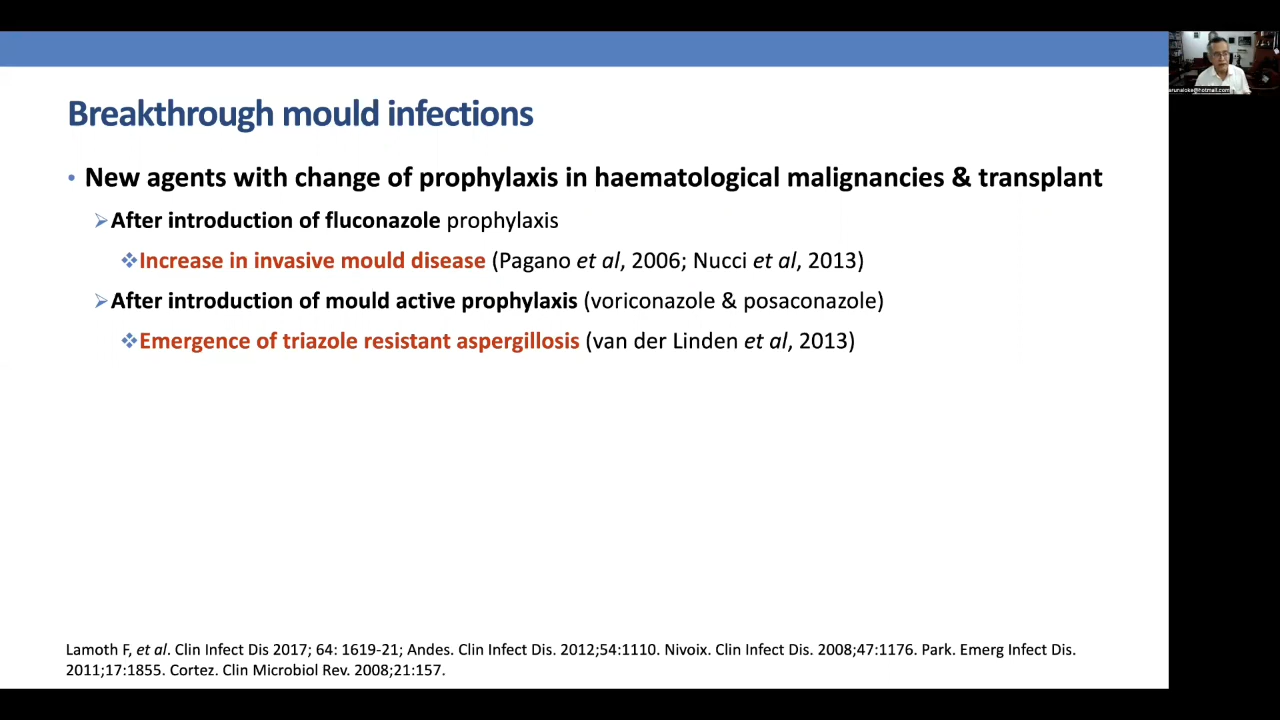 arunaloke@hotmail.com
Breakthrough mould infections
• New agents with change of prophylaxis in haematological malignancies & transplant
➢After introduction of fluconazole prophylaxis
❖Increase in invasive mould disease (Pagano et al, 2006; Nucci et al, 2013)
➢After introduction of mould active prophylaxis (voriconazole & posaconazole)
❖Emergence of triazole resistant aspergillosis (van der Linden et al, 2013)
Lamoth F, et al. Clin Infect Dis 2017; 64: 1619-21; Andes. Clin Infect Dis. 2012;54:1110. Nivoix. Clin Infect Dis. 2008;47:1176. Park. Emerg Infect Dis.
2011;17:1855. Cortez. Clin Microbiol Rev. 2008;21:157.